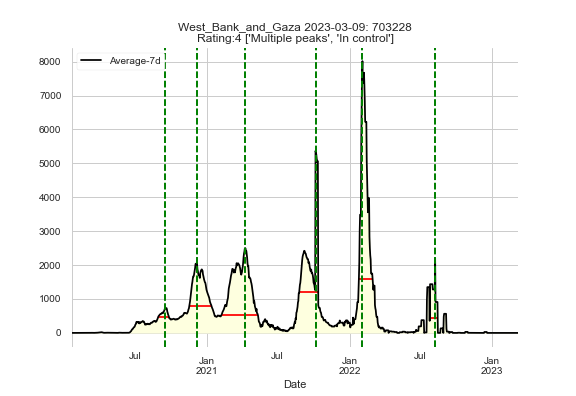 West_Bank_and_Gaza 2023-03-09: 703228
Rating:4 ['Multiple peaks', 'In control']
Average-7d
8000
7000
6000
5000
4000
3000
2000
1000
0
Jul
Jan
2021
Jul
Jan
2022
Jul
Jan
2023
Date